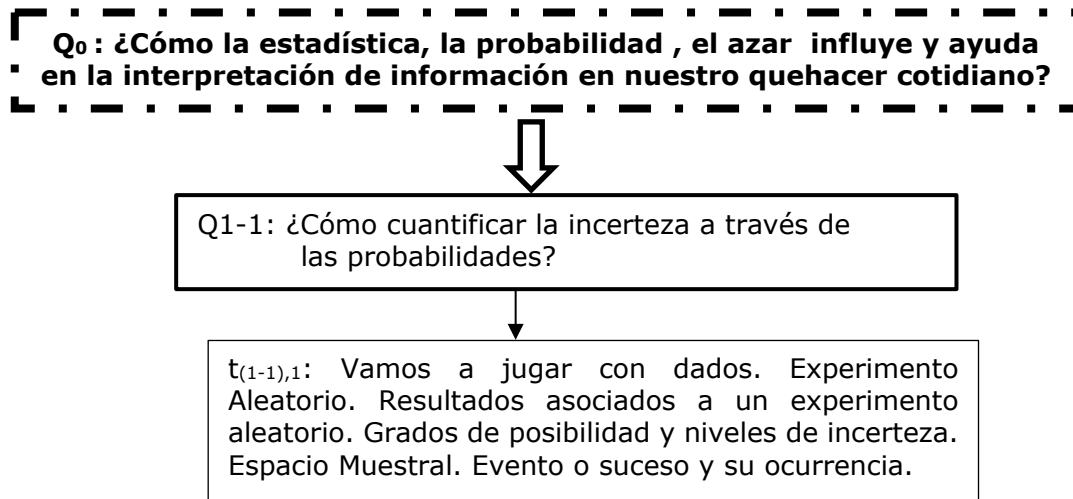 Q₀ : ¿Cómo la estadística, la probabilidad , el azar influye y ayuda
en la interpretación de información en nuestro quehacer cotidiano?
Q1-1: ¿Cómo cuantificar la incerteza a través de
las probabilidades?
t₍₁₋₁₎,₁: Vamos a jugar con dados. Experimento
Aleatorio. Resultados asociados a un experimento
aleatorio. Grados de posibilidad y niveles de incerteza.
Espacio Muestral. Evento o suceso y su ocurrencia.